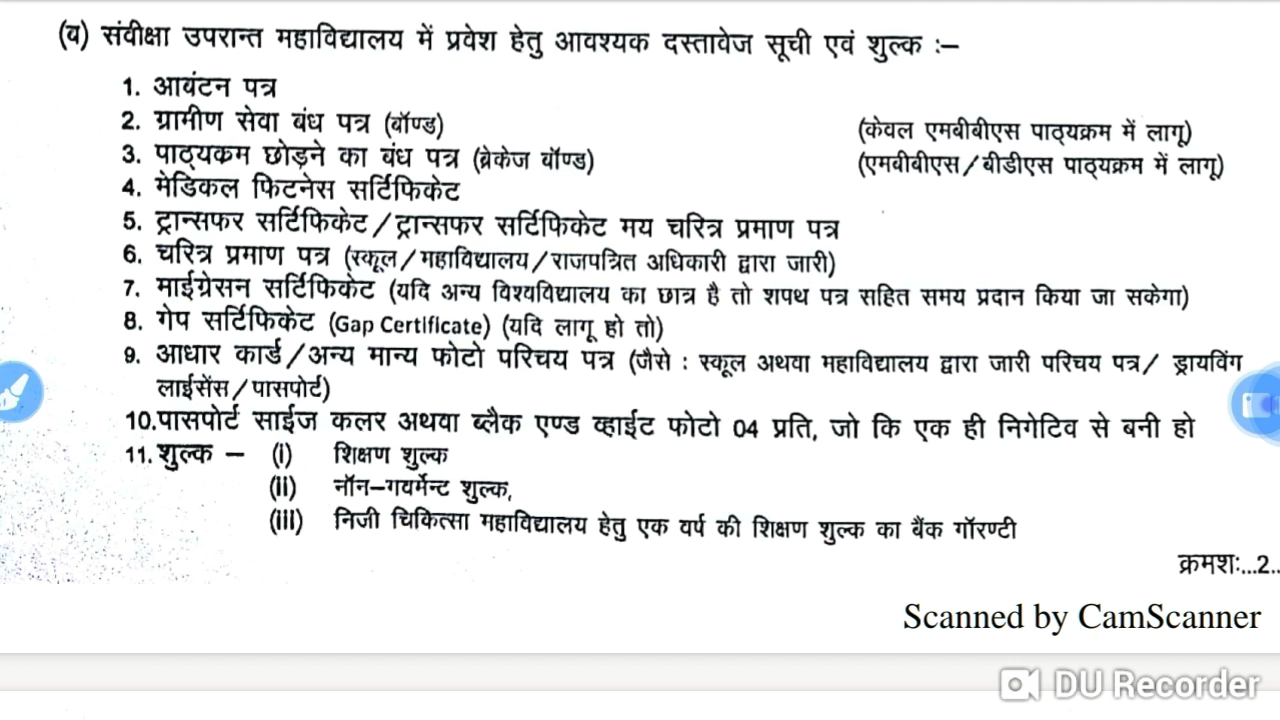 (ब) संवीक्षा उपरान्त महाविद्यालय में प्रवेश हेतु आवश्यक दस्तावेज सूची एवं शुल्क :–
1. आवंटन पत्र
2. ग्रामीण सेवा बंध पत्र (बॉण्ड) (केवल एमबीबीएस पाठ्यक्रम में लागू)
3. पाठ्यक्रम छोड़ने का बंध पत्र (ब्रेकेज बॉण्ड) (एमबीबीएस/बीडीएस पाठ्यक्रम में लागू)
4. मेडिकल फिटनेस सर्टिफिकेट
5. ट्रान्सफर सर्टिफिकेट/ट्रान्सफर सर्टिफिकेट मय चरित्र प्रमाण पत्र
6. चरित्र प्रमाण पत्र (स्कूल/महाविद्यालय/राजपत्रित अधिकारी द्वारा जारी)
7. माईग्रेसन सर्टिफिकेट (यदि अन्य विश्वविद्यालय का छात्र है तो शपथ पत्र सहित समय प्रदान किया जा सकेगा)
8. गेप सर्टिफिकेट (Gap Certificate) (यदि लागू हो तो)
9. आधार कार्ड/अन्य मान्य फोटो परिचय पत्र (जैसे : स्कूल अथवा महाविद्यालय द्वारा जारी परिचय पत्र/ ड्रायविंग
लाईसेंस/पासपोर्ट)
10.पासपोर्ट साईज कलर अथवा ब्लैक एण्ड व्हाईट फोटो 04 प्रति, जो कि एक ही निगेटिव से बनी हो
11. शुल्क – (i) शिक्षण शुल्क
(ii) नॉन–गवर्मेन्ट शुल्क,
(iii) निजी चिकित्सा महाविद्यालय हेतु एक वर्ष की शिक्षण शुल्क का बैंक गॉरण्टी
क्रमशः...2..
Scanned by CamScanner
DU Recorder